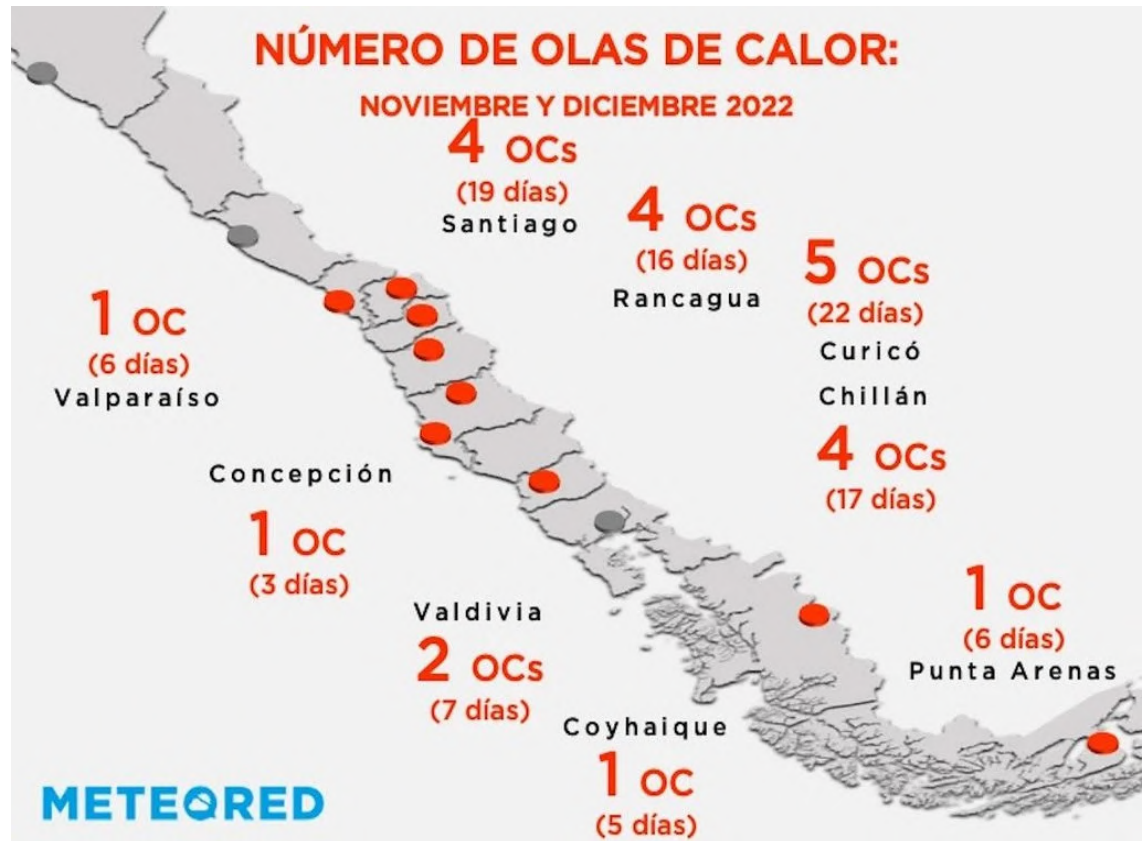 NÚMERO DE OLAS DE CALOR:
NOVIEMBRE Y DICIEMBRE 2022
4 OCs
(19 días)
Santiago
4 OCs
(16 días)
Rancagua
5 OCs
(22 días)
Curicó
Chillán
4 OCs
(17 días)
1 OC
(6 días)
Valparaíso
Concepción
1 OC
(3 días)
Valdivia
2 OCs
(7 días)
Coyhaique
1 OC
(5 días)
1 OC
(6 días)
Punta Arenas
METEORED